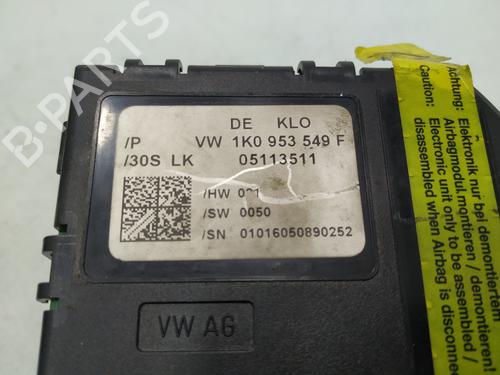 B-PARTS
DE KLO
/P VW 1K0 953 549 F
/30S LK 05113511
/HW
/SW 0050
/SN 01016050890252
VW AG
Achtung:
Elektronik nur bei demontiertem
Airbagmodul montieren / demontieren!
Caution:
Electronic unit only to be assembled /
disassembled when Airbag is